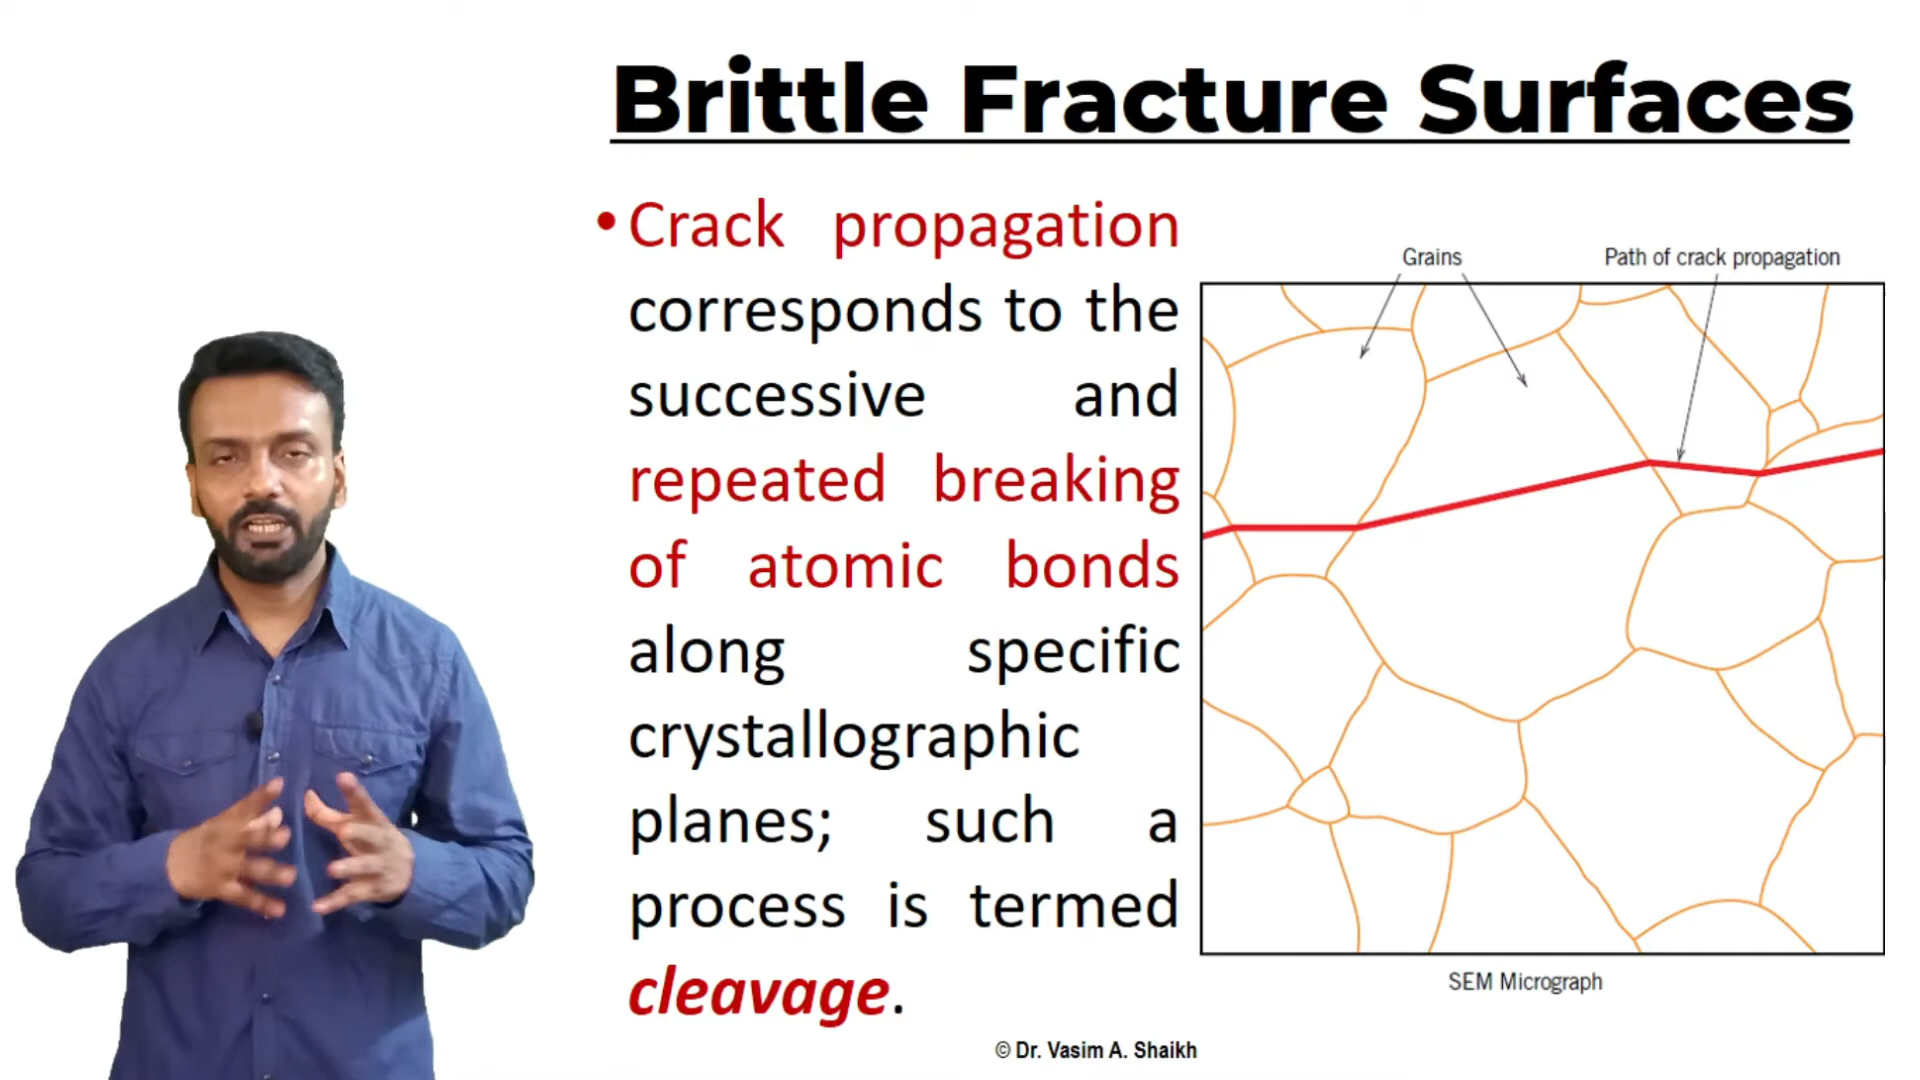 Brittle Fracture Surfaces
• Crack propagation
corresponds to the
successive and
repeated breaking
of atomic bonds
along specific
crystallographic
planes; such a
process is termed
cleavage.
Grains
Path of crack propagation
SEM Micrograph
© Dr. Vasim A. Shaikh